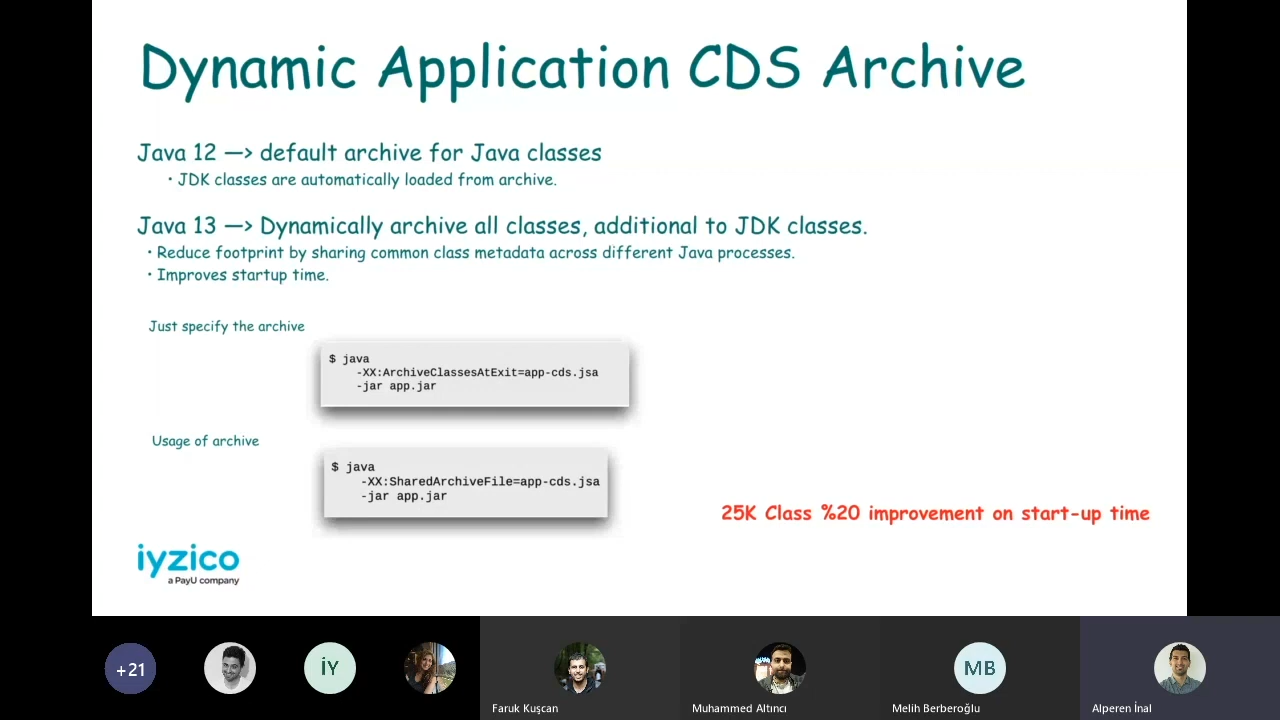 Dynamic Application CDS Archive
Java 12 —> default archive for Java classes
• JDK classes are automatically loaded from archive.
Java 13 —> Dynamically archive all classes, additional to JDK classes.
• Reduce footprint by sharing common class metadata across different Java processes.
• Improves startup time.
Just specify the archive
$ java
-XX:ArchiveClassesAtExit=app-cds.jsa
-jar app.jar
Usage of archive
$ java
-XX:SharedArchiveFile=app-cds.jsa
-jar app.jar
25K Class %20 improvement on start-up time
iyzico
a PayU company
+21
İY
MB
Faruk Kuşcan
Muhammed Altıncı
Melih Berberoğlu
Alperen İnal